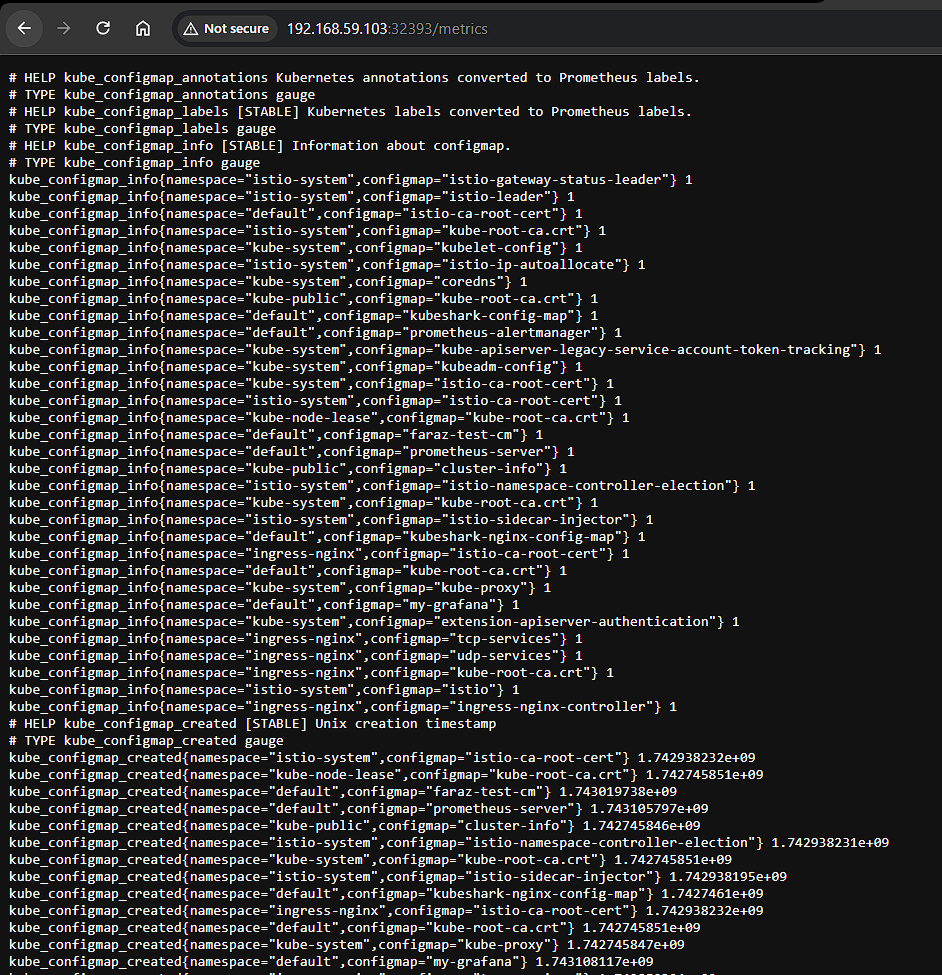 Not secure 192.168.59.103:32393/metrics
# HELP kube_configmap_annotations Kubernetes annotations converted to Prometheus labels.
# TYPE kube_configmap_annotations gauge
# HELP kube_configmap_labels [STABLE] Kubernetes labels converted to Prometheus labels.
# TYPE kube_configmap_labels gauge
# HELP kube_configmap_info [STABLE] Information about configmap.
# TYPE kube_configmap_info gauge
kube_configmap_info{namespace="istio-system",configmap="istio-gateway-status-leader"} 1
kube_configmap_info{namespace="istio-system",configmap="istio-leader"} 1
kube_configmap_info{namespace="default",configmap="istio-ca-root-cert"} 1
kube_configmap_info{namespace="istio-system",configmap="kube-root-ca.crt"} 1
kube_configmap_info{namespace="kube-system",configmap="kubelet-config"} 1
kube_configmap_info{namespace="istio-system",configmap="istio-ip-autoallocate"} 1
kube_configmap_info{namespace="kube-system",configmap="coredns"} 1
kube_configmap_info{namespace="kube-public",configmap="kube-root-ca.crt"} 1
kube_configmap_info{namespace="default",configmap="kubeshark-config-map"} 1
kube_configmap_info{namespace="default",configmap="prometheus-alertmanager"} 1
kube_configmap_info{namespace="kube-system",configmap="kube-apiserver-legacy-service-account-token-tracking"} 1
kube_configmap_info{namespace="kube-system",configmap="kubeadm-config"} 1
kube_configmap_info{namespace="kube-system",configmap="istio-ca-root-cert"} 1
kube_configmap_info{namespace="istio-system",configmap="istio-ca-root-cert"} 1
kube_configmap_info{namespace="kube-node-lease",configmap="kube-root-ca.crt"} 1
kube_configmap_info{namespace="default",configmap="faraz-test-cm"} 1
kube_configmap_info{namespace="default",configmap="prometheus-server"} 1
kube_configmap_info{namespace="kube-public",configmap="cluster-info"} 1
kube_configmap_info{namespace="istio-system",configmap="istio-namespace-controller-election"} 1
kube_configmap_info{namespace="kube-system",configmap="kube-root-ca.crt"} 1
kube_configmap_info{namespace="istio-system",configmap="istio-sidecar-injector"} 1
kube_configmap_info{namespace="default",configmap="kubeshark-nginx-config-map"} 1
kube_configmap_info{namespace="ingress-nginx",configmap="istio-ca-root-cert"} 1
kube_configmap_info{namespace="default",configmap="kube-root-ca.crt"} 1
kube_configmap_info{namespace="kube-system",configmap="kube-proxy"} 1
kube_configmap_info{namespace="default",configmap="my-grafana"} 1
kube_configmap_info{namespace="kube-system",configmap="extension-apiserver-authentication"} 1
kube_configmap_info{namespace="ingress-nginx",configmap="tcp-services"} 1
kube_configmap_info{namespace="ingress-nginx",configmap="udp-services"} 1
kube_configmap_info{namespace="ingress-nginx",configmap="kube-root-ca.crt"} 1
kube_configmap_info{namespace="istio-system",configmap="istio"} 1
kube_configmap_info{namespace="ingress-nginx",configmap="ingress-nginx-controller"} 1
# HELP kube_configmap_created [STABLE] Unix creation timestamp
# TYPE kube_configmap_created gauge
kube_configmap_created{namespace="istio-system",configmap="istio-ca-root-cert"} 1.742938232e+09
kube_configmap_created{namespace="kube-node-lease",configmap="kube-root-ca.crt"} 1.742745851e+09
kube_configmap_created{namespace="default",configmap="faraz-test-cm"} 1.743019738e+09
kube_configmap_created{namespace="default",configmap="prometheus-server"} 1.743105797e+09
kube_configmap_created{namespace="kube-public",configmap="cluster-info"} 1.742745846e+09
kube_configmap_created{namespace="istio-system",configmap="istio-namespace-controller-election"} 1.742938231e+09
kube_configmap_created{namespace="kube-system",configmap="kube-root-ca.crt"} 1.742745851e+09
kube_configmap_created{namespace="istio-system",configmap="istio-sidecar-injector"} 1.742938195e+09
kube_configmap_created{namespace="default",configmap="kubeshark-nginx-config-map"} 1.7427461e+09
kube_configmap_created{namespace="ingress-nginx",configmap="istio-ca-root-cert"} 1.742938232e+09
kube_configmap_created{namespace="default",configmap="kube-root-ca.crt"} 1.742745851e+09
kube_configmap_created{namespace="kube-system",configmap="kube-proxy"} 1.742745847e+09
kube_configmap_created{namespace="default",configmap="my-grafana"} 1.743108117e+09